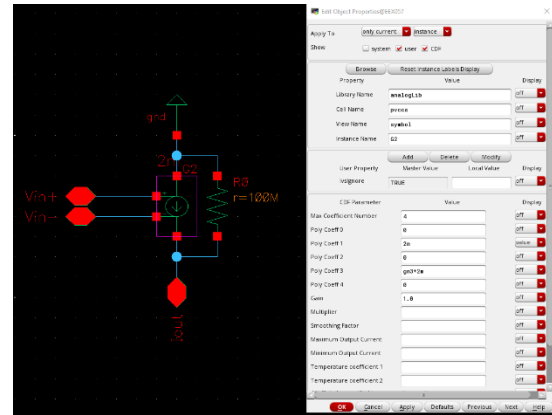 gnd
2
G2
R0
r=100M
Vin+
Vin-
Iout
Edit Object Properties@EEX057
Apply To only current instance
Show system user CDF
Browse Reset Instance Labels Display
Property Value Display
Library Name analogLib off
Cell Name pvccs off
View Name symbol off
Instance Name G2 off
Add Delete Modify
User Property Master Value Local Value Display
lvsIgnore TRUE off
CDF Parameter Value Display
Max Coefficient Number 4 off
Poly Coeff 0 0 off
Poly Coeff 1 2m value
Poly Coeff 2 0 off
Poly Coeff 3 gm3*2m off
Poly Coeff 4 0 off
Gain 1.0 off
Multiplier off
Smoothing Factor off
Maximum Output Current off
Minimum Output Current off
Temperature coefficient 1 off
Temperature coefficient 2 off
OK Cancel Apply Defaults Previous Next Help